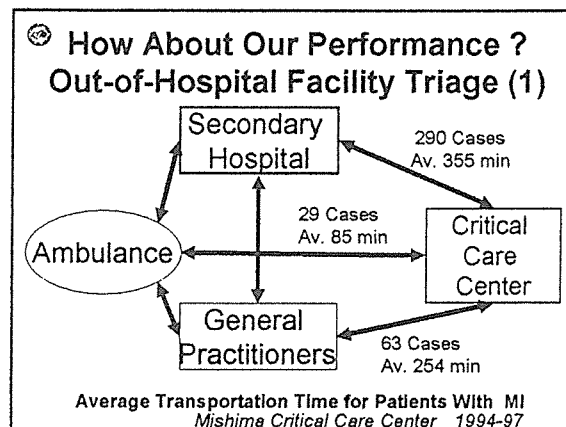 How About Our Performance ?
Out-of-Hospital Facility Triage (1)
Secondary
Hospital
290 Cases
Av. 355 min
29 Cases
Av. 85 min
Ambulance
Critical
Care
Center
General
Practitioners
63 Cases
Av. 254 min
Average Transportation Time for Patients With MI
Mishima Critical Care Center 1994-97